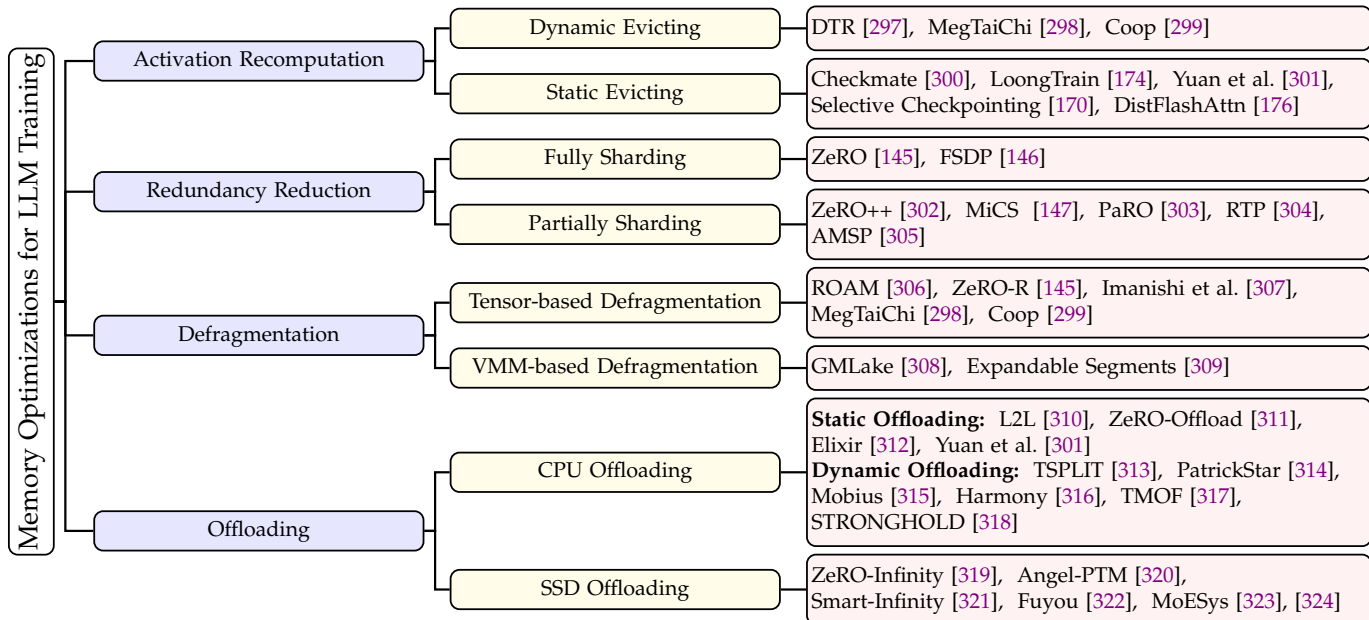 Memory Optimizations for LLM Training
Activation Recomputation
Dynamic Evicting
DTR [297], MegTaiChi [298], Coop [299]
Static Evicting
Checkmate [300], LoongTrain [174], Yuan et al. [301],
Selective Checkpointing [170], DistFlashAttn [176]
Redundancy Reduction
Fully Sharding
ZeRO [145], FSDP [146]
Partially Sharding
ZeRO++ [302], MiCS [147], PaRO [303], RTP [304],
AMSP [305]
Defragmentation
Tensor-based Defragmentation
ROAM [306], ZeRO-R [145], Imanishi et al. [307],
MegTaiChi [298], Coop [299]
VMM-based Defragmentation
GMLake [308], Expandable Segments [309]
Offloading
CPU Offloading
Static Offloading: L2L [310], ZeRO-Offload [311],
Elixir [312], Yuan et al. [301]
Dynamic Offloading: TSPLIT [313], PatrickStar [314],
Mobius [315], Harmony [316], TMOF [317],
STRONGHOLD [318]
SSD Offloading
ZeRO-Infinity [319], Angel-PTM [320],
Smart-Infinity [321], Fuyou [322], MoESys [323], [324]